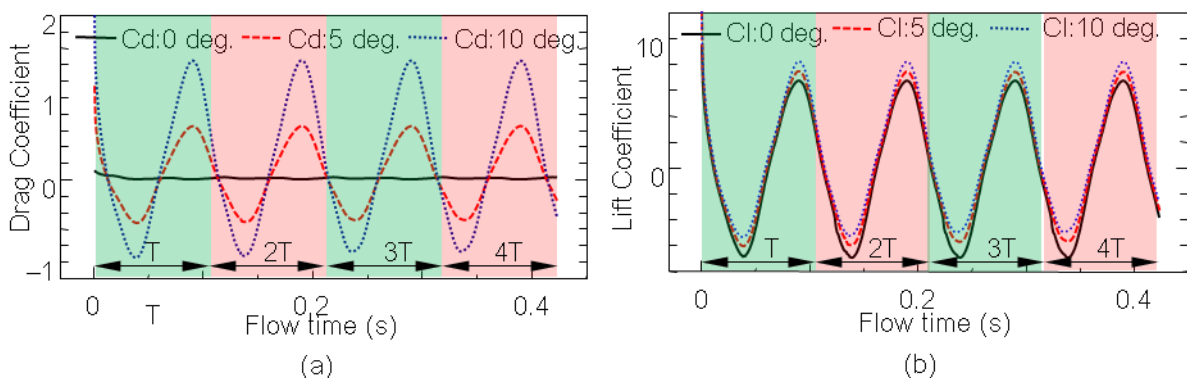 2
1
0
−1
Drag Coefficient
Cd:0 deg.
Cd:5 deg.
Cd:10 deg.
T
2T
3T
4T
0
0.2
0.4
T
Flow time (s)
(a)
10
0
Lift Coefficient
Cl:0 deg.
Cl:5 deg.
Cl:10 deg.
T
2T
3T
4T
0
0.2
0.4
Flow time (s)
(b)